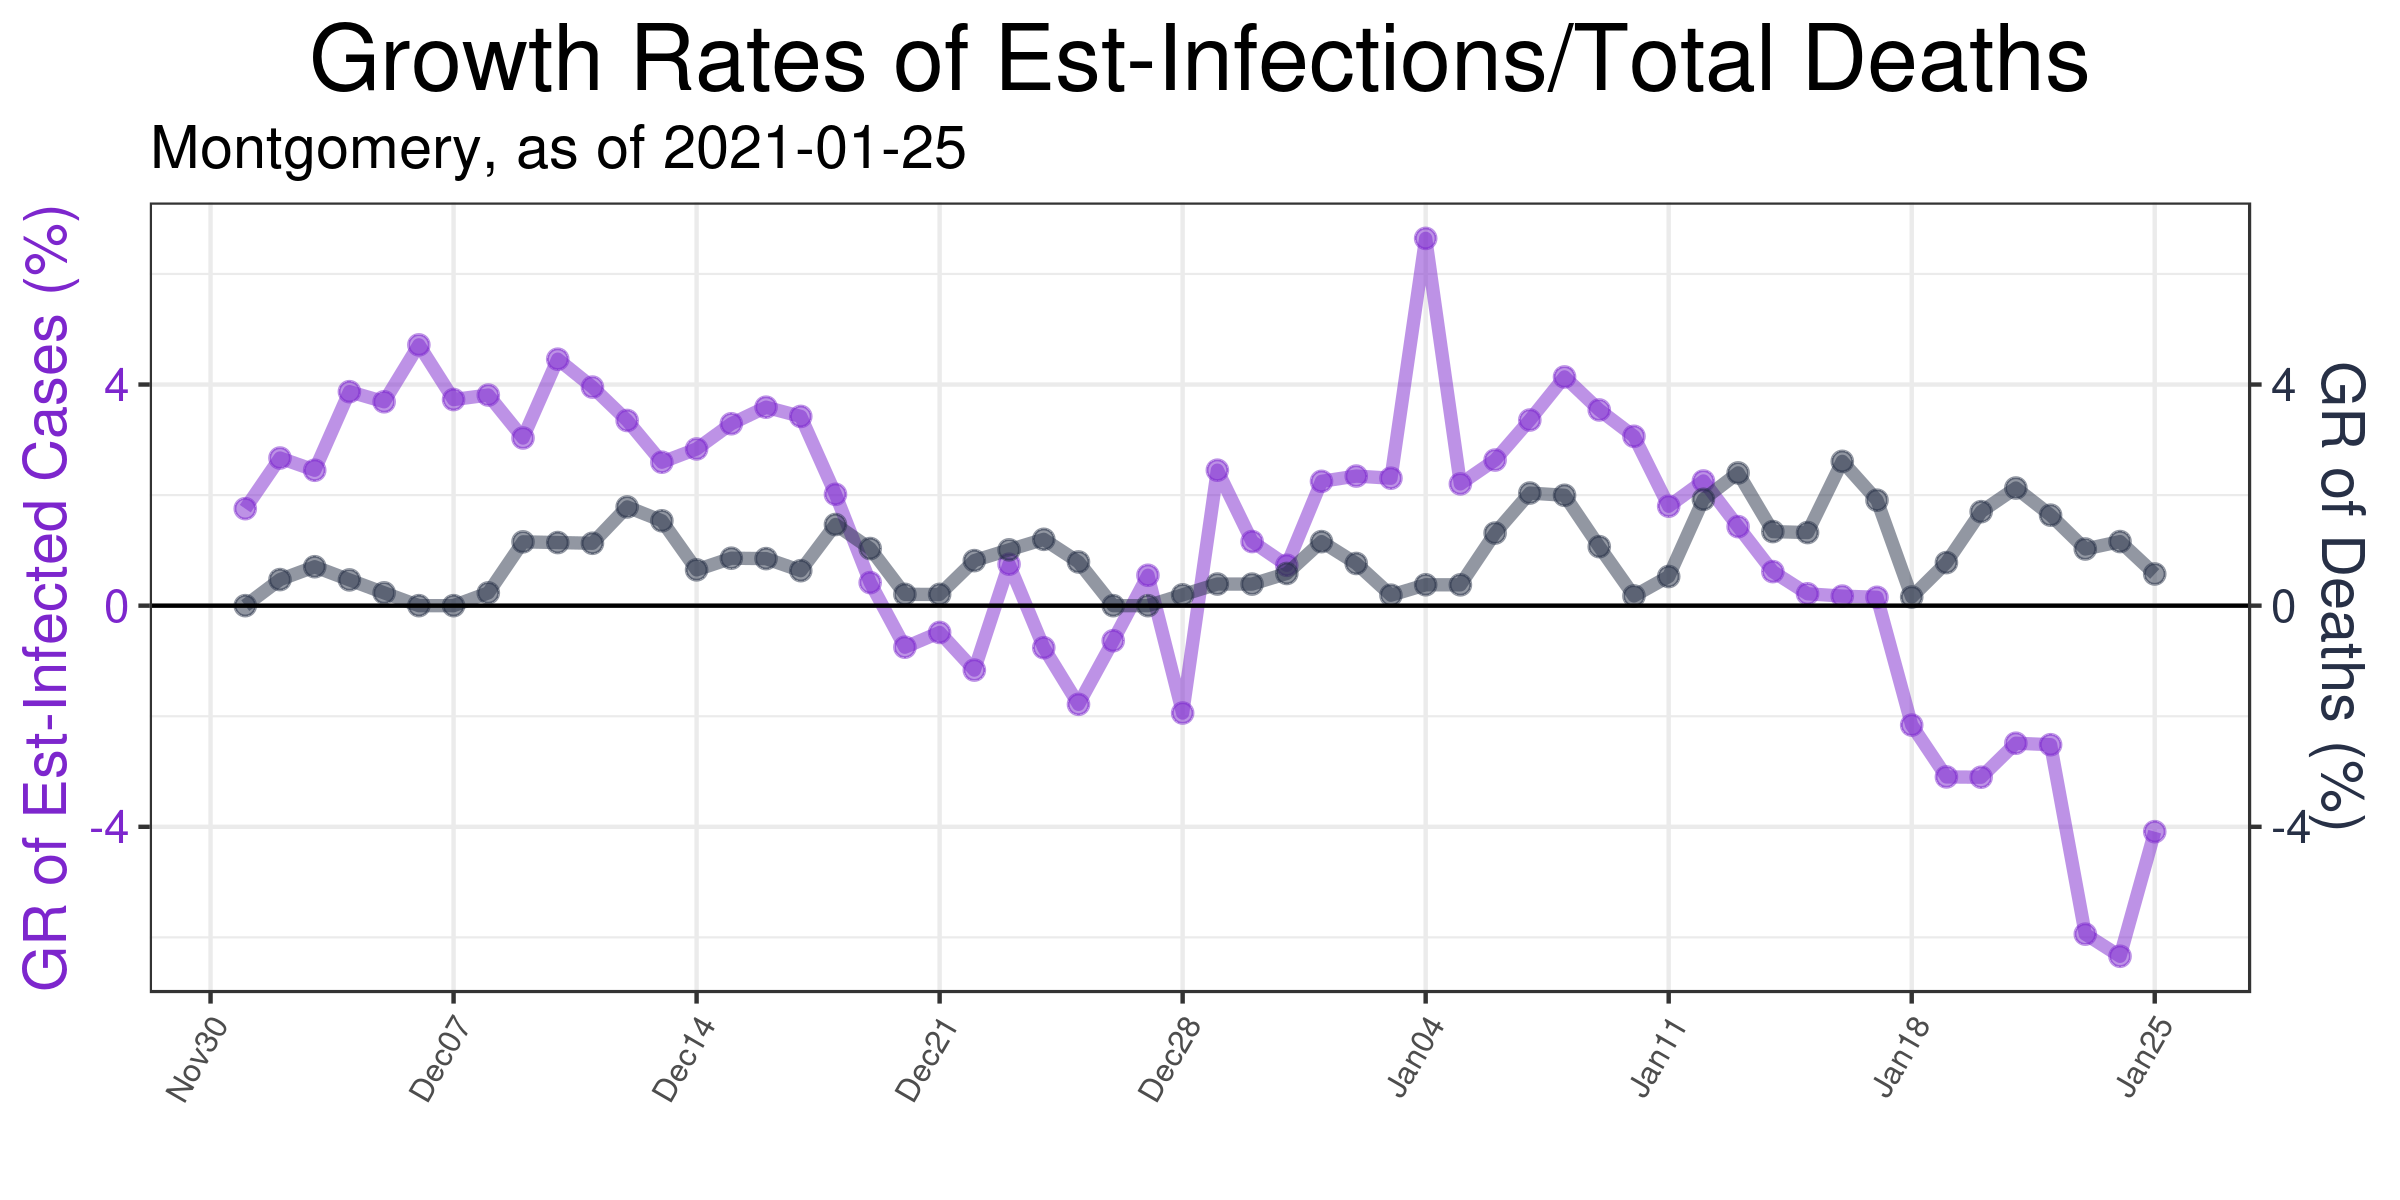 Growth Rates of Est-Infections/Total Deaths
Montgomery, as of 2021-01-25
GR of Est-Infected Cases (%)
4
0
-4
4
0
-4
GR of Deaths (%)
Nov30
Dec07
Dec14
Dec21
Dec28
Jan04
Jan11
Jan18
Jan25